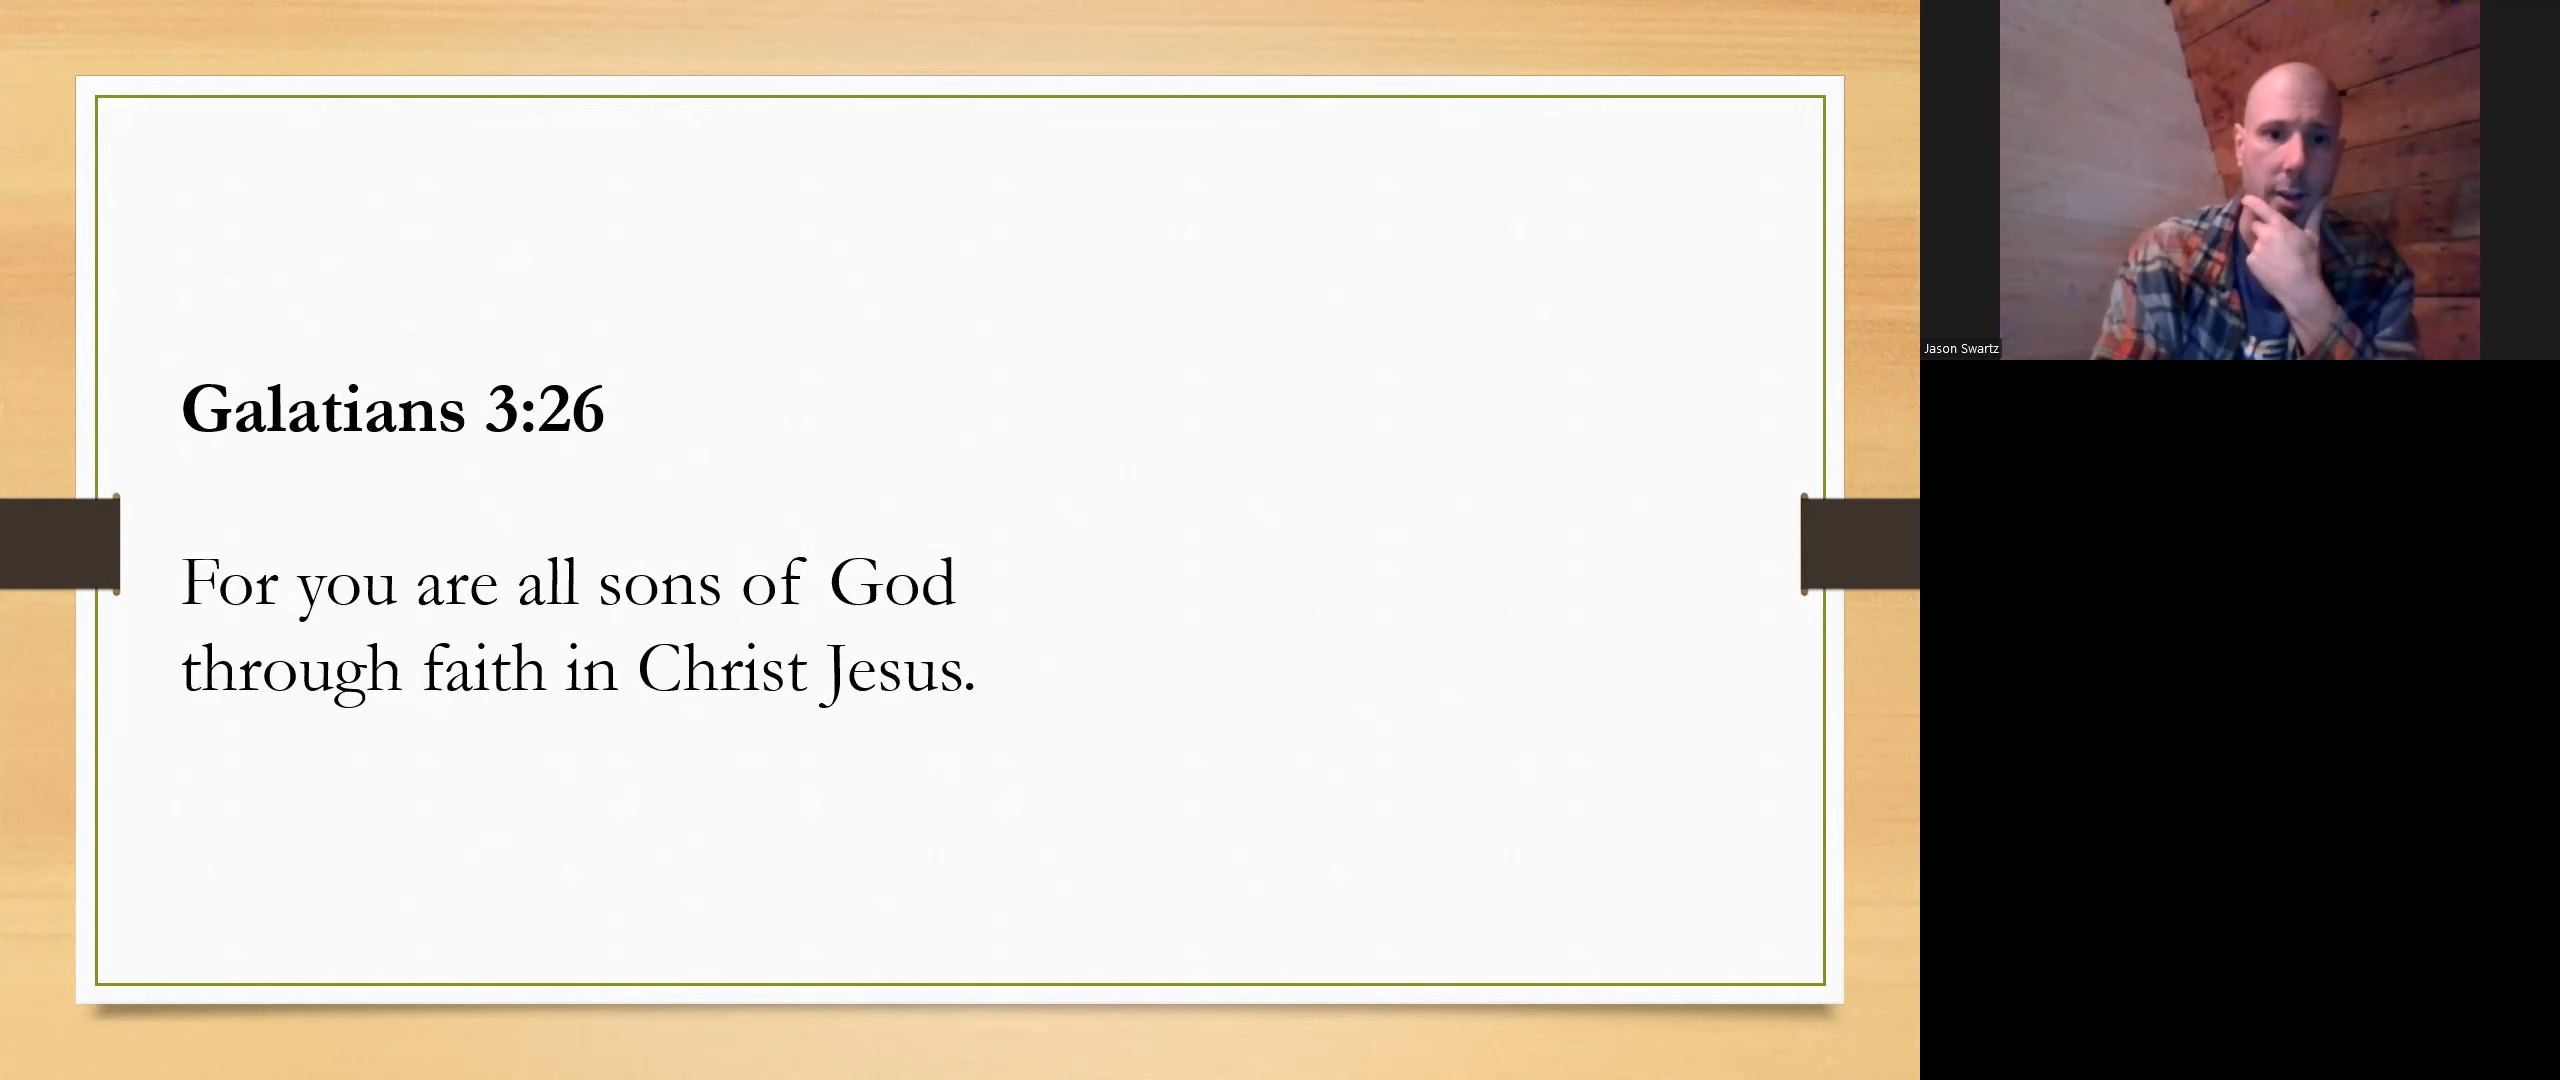 Galatians 3:26
For you are all sons of God
through faith in Christ Jesus.
Jason Swartz